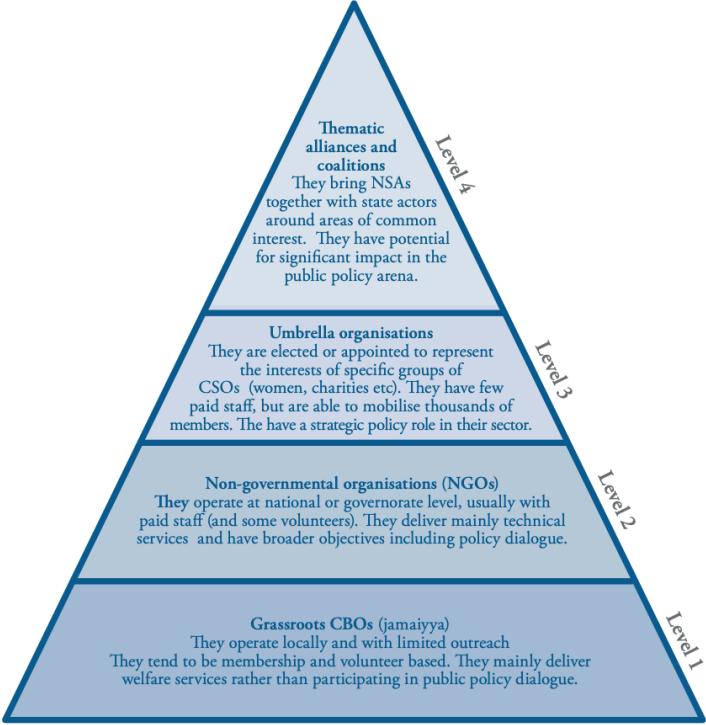 Thematic
alliances and
coalitions
They bring NSAs
together with state actors
around areas of common
interest. They have potential
for significant impact in the
public policy arena.
Level 4
Umbrella organisations
They are elected or appointed to represent
the interests of specific groups of
CSOs (women, charities etc). They have few
paid staff, but are able to mobilise thousands of
members. The have a strategic policy role in their sector.
Level 3
Non-governmental organisations (NGOs)
They operate at national or governorate level, usually with
paid staff (and some volunteers). They deliver mainly technical
services and have broader objectives including policy dialogue.
Level 2
Grassroots CBOs (jamaiyya)
They operate locally and with limited outreach
They tend to be membership and volunteer based. They mainly deliver
welfare services rather than participating in public policy dialogue.
Level 1